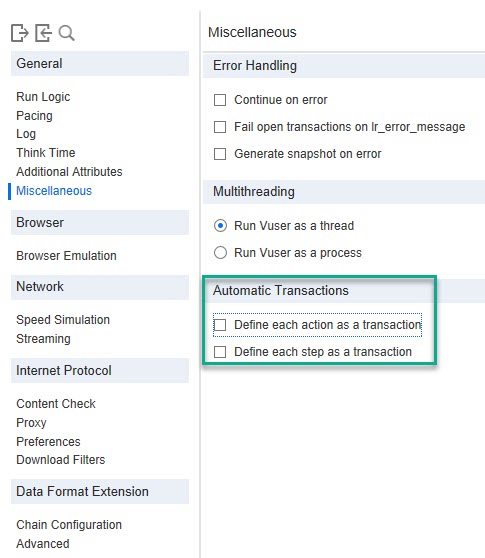 General
Run Logic
Pacing
Log
Think Time
Additional Attributes
Miscellaneous
Browser
Browser Emulation
Network
Speed Simulation
Streaming
Internet Protocol
Content Check
Proxy
Preferences
Download Filters
Data Format Extension
Chain Configuration
Advanced
Miscellaneous
Error Handling
Continue on error
Fail open transactions on lr_error_message
Generate snapshot on error
Multithreading
Run Vuser as a thread
Run Vuser as a process
Automatic Transactions
Define each action as a transaction
Define each step as a transaction